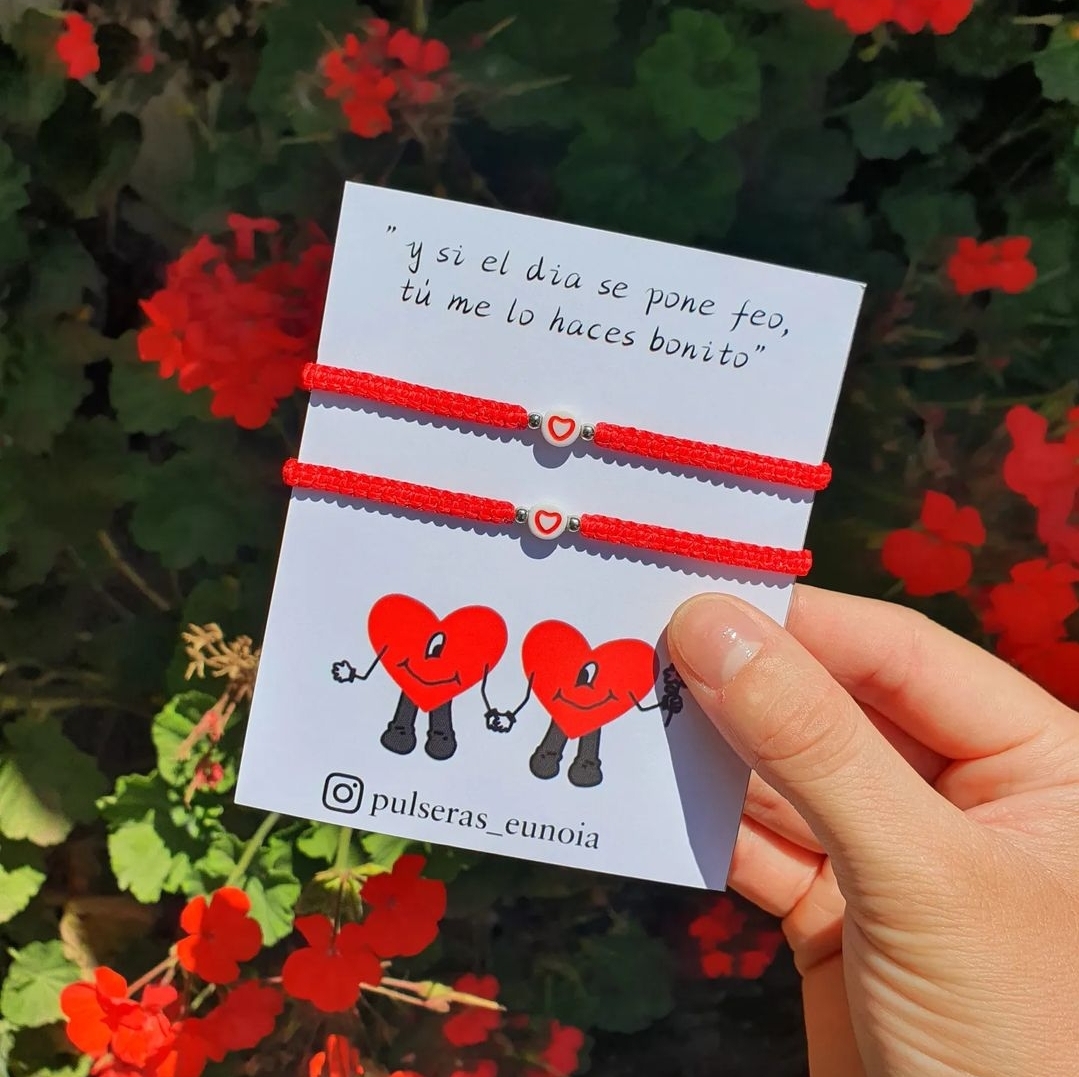 " y si el dia se pone feo,
tú me lo haces bonito"
pulseras_eunoia